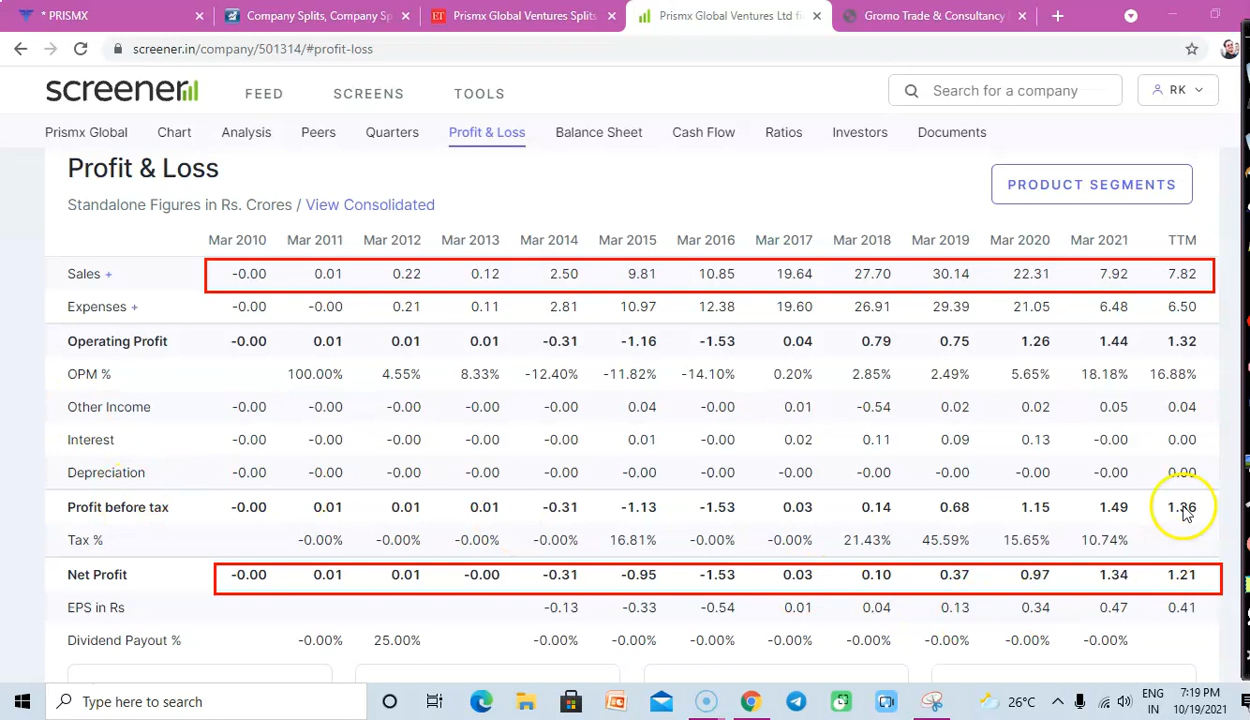 * PRISMX
Company Splits, Company Sp
ET Prismx Global Ventures Splits
Prismx Global Ventures Ltd fi
Gromo Trade & Consultancy
screener.in/company/501314/#profit-loss
screener FEED SCREENS TOOLS Search for a company RK
Prismx Global Chart Analysis Peers Quarters Profit & Loss Balance Sheet Cash Flow Ratios Investors Documents
Profit & Loss
PRODUCT SEGMENTS
Standalone Figures in Rs. Crores / View Consolidated
Mar 2010 Mar 2011 Mar 2012 Mar 2013 Mar 2014 Mar 2015 Mar 2016 Mar 2017 Mar 2018 Mar 2019 Mar 2020 Mar 2021 TTM
Sales + -0.00 0.01 0.22 0.12 2.50 9.81 10.85 19.64 27.70 30.14 22.31 7.92 7.82
Expenses + -0.00 -0.00 0.21 0.11 2.81 10.97 12.38 19.60 26.91 29.39 21.05 6.48 6.50
Operating Profit -0.00 0.01 0.01 0.01 -0.31 -1.16 -1.53 0.04 0.79 0.75 1.26 1.44 1.32
OPM % 100.00% 4.55% 8.33% -12.40% -11.82% -14.10% 0.20% 2.85% 2.49% 5.65% 18.18% 16.88%
Other Income -0.00 -0.00 -0.00 -0.00 -0.00 0.04 -0.00 0.01 -0.54 0.02 0.02 0.05 0.04
Interest -0.00 -0.00 -0.00 -0.00 -0.00 0.01 -0.00 0.02 0.11 0.09 0.13 -0.00 0.00
Depreciation -0.00 -0.00 -0.00 -0.00 -0.00 -0.00 -0.00 -0.00 -0.00 -0.00 -0.00 -0.00 0.00
Profit before tax -0.00 0.01 0.01 0.01 -0.31 -1.13 -1.53 0.03 0.14 0.68 1.15 1.49 1.36
Tax % -0.00% -0.00% -0.00% -0.00% 16.81% -0.00% -0.00% 21.43% 45.59% 15.65% 10.74%
Net Profit -0.00 0.01 0.01 -0.00 -0.31 -0.95 -1.53 0.03 0.10 0.37 0.97 1.34 1.21
EPS in Rs -0.13 -0.33 -0.54 0.01 0.04 0.13 0.34 0.47 0.41
Dividend Payout % -0.00% 25.00% -0.00% -0.00% -0.00% -0.00% -0.00% -0.00% -0.00% -0.00%
Type here to search
26°C
ENG
IN
7:19 PM
10/19/2021